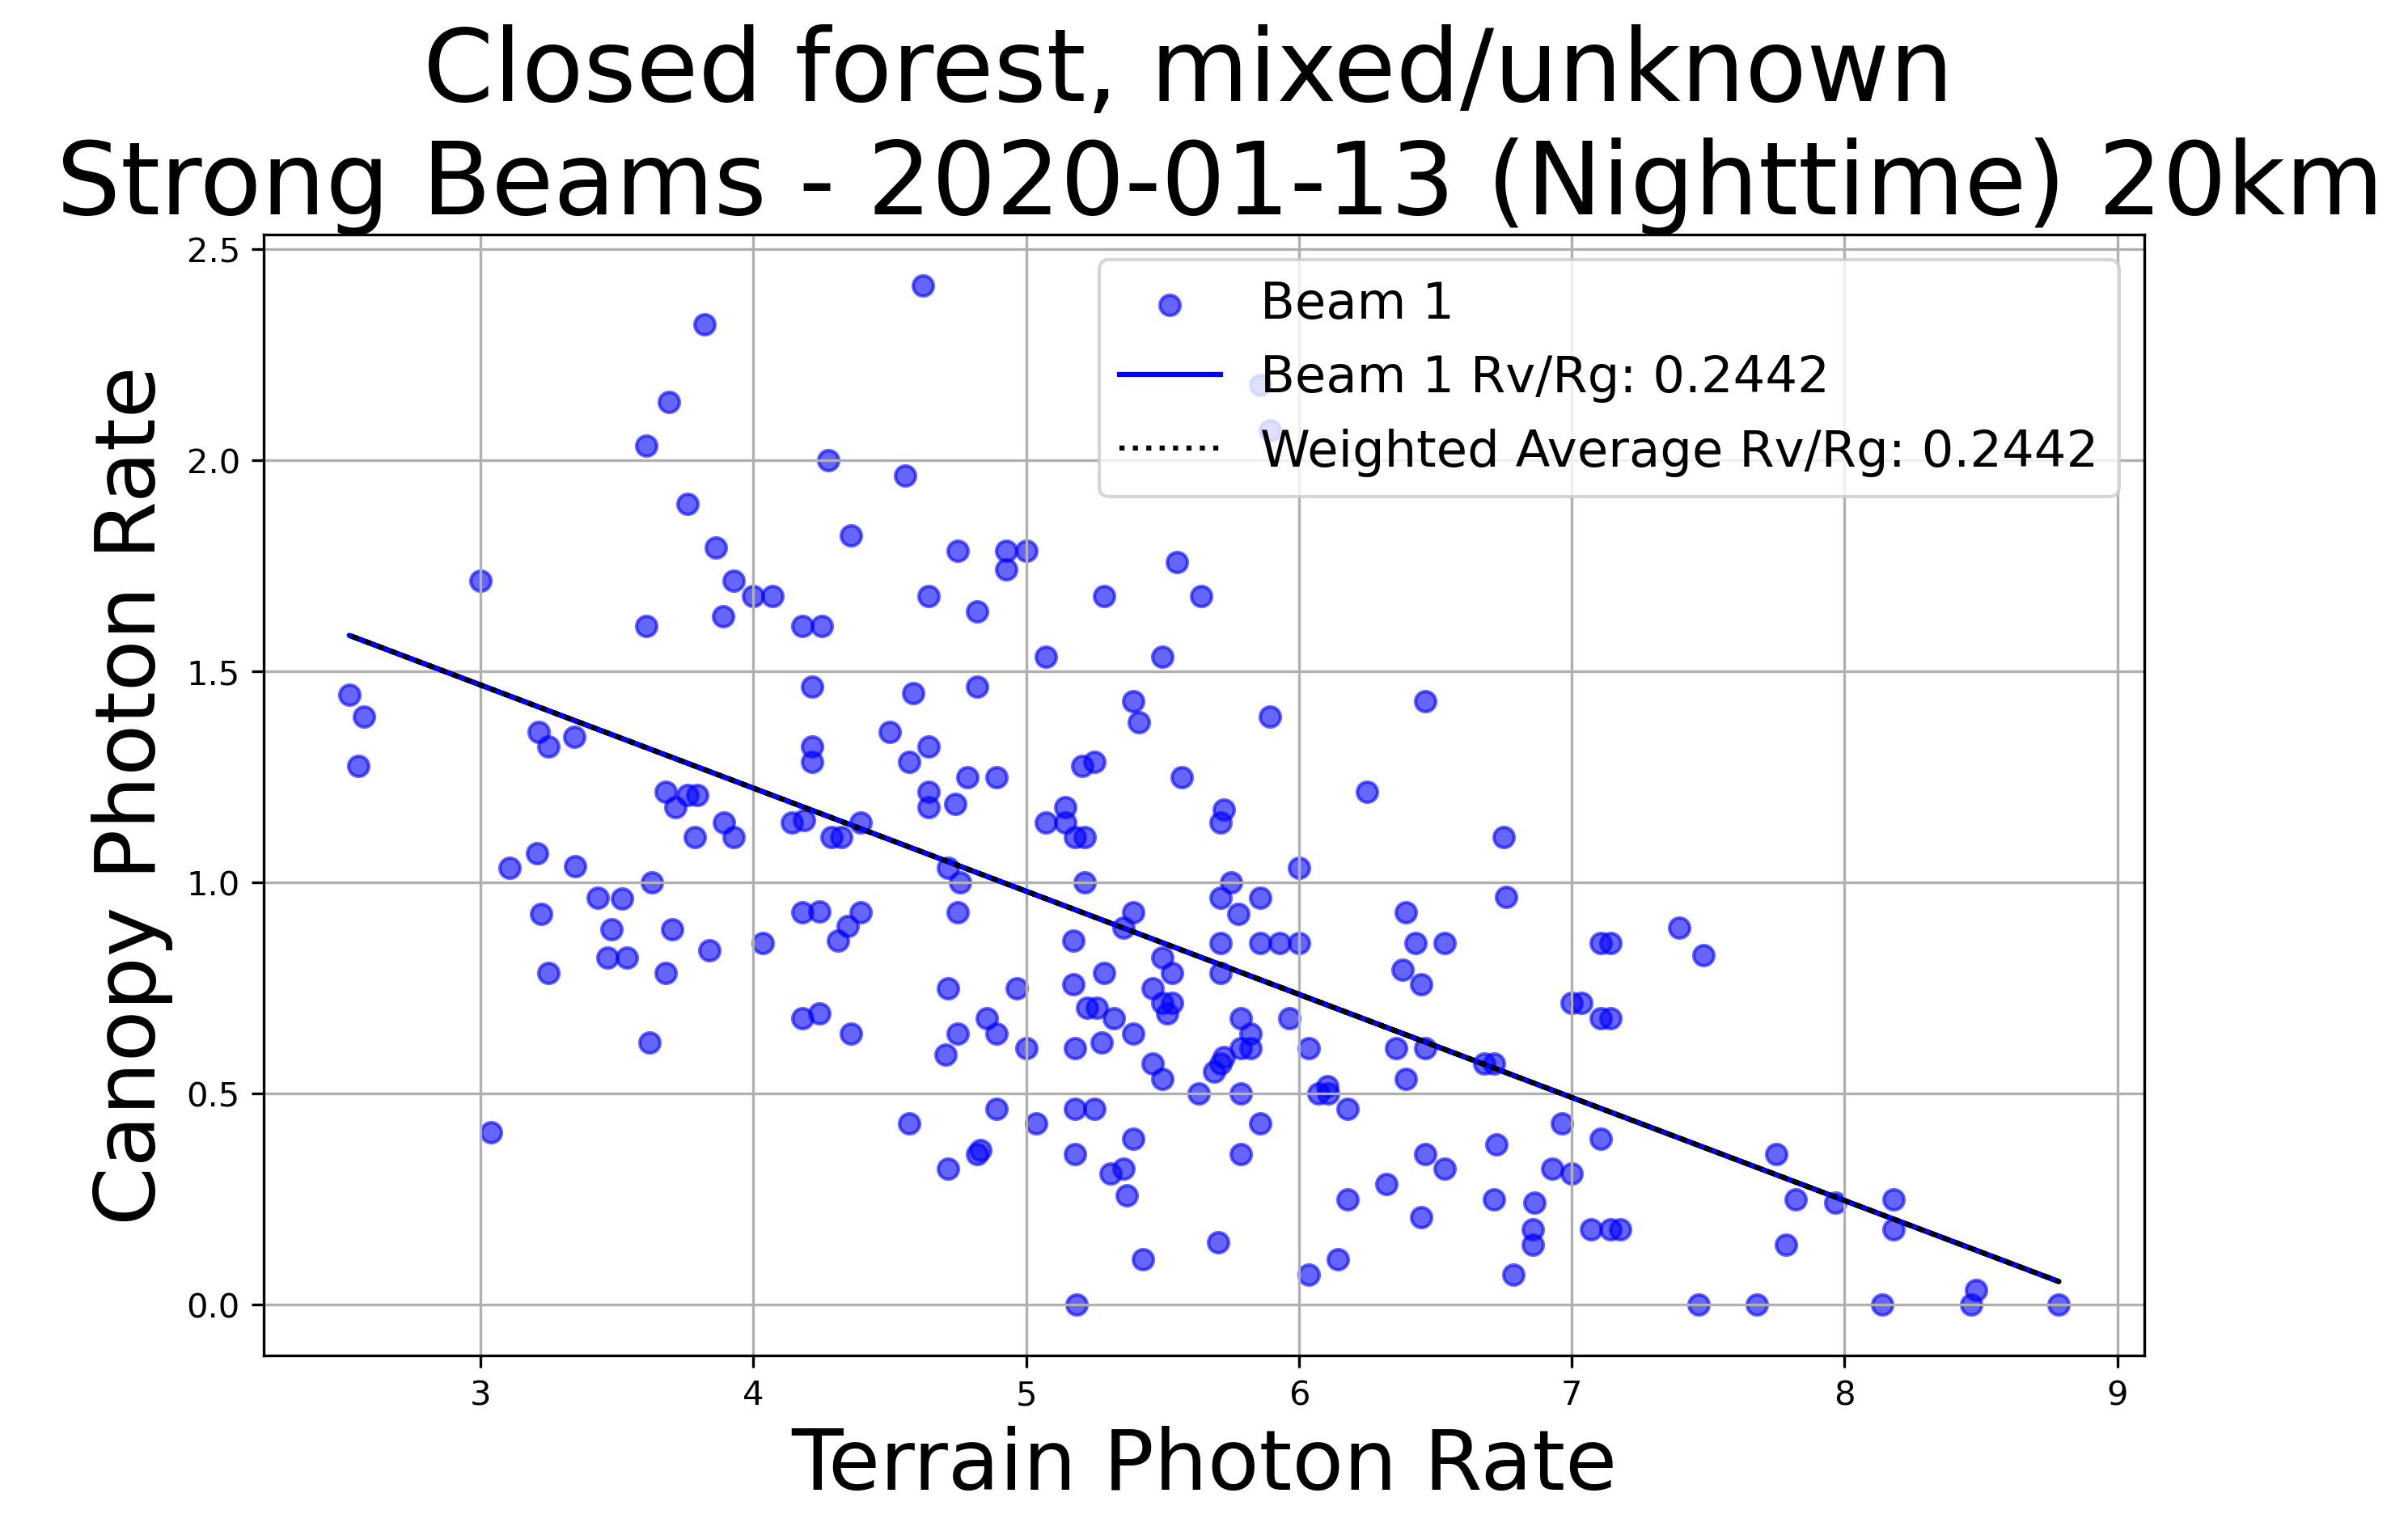 Closed forest, mixed/unknown
Strong Beams - 2020-01-13 (Nighttime) 20km
Beam 1
Beam 1 Rv/Rg: 0.2442
Weighted Average Rv/Rg: 0.2442
Canopy Photon Rate
2.5
2.0
1.5
1.0
0.5
0.0
3 4 5 6 7 8 9
Terrain Photon Rate